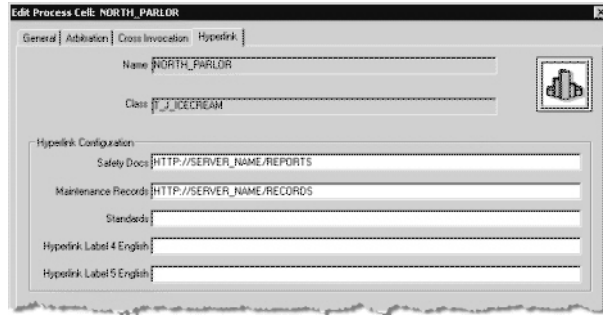 Edit Process Cell: NORTH_PARLOR
General Arbitration Cross Invocation Hyperlink
Name NORTH_PARLOR
Class T_J_ICECREAM
Hyperlink Configuration
Safety Docs HTTP://SERVER_NAME/REPORTS
Maintenance Records HTTP://SERVER_NAME/RECORDS
Standards
Hyperlink Label 4 English
Hyperlink Label 5 English